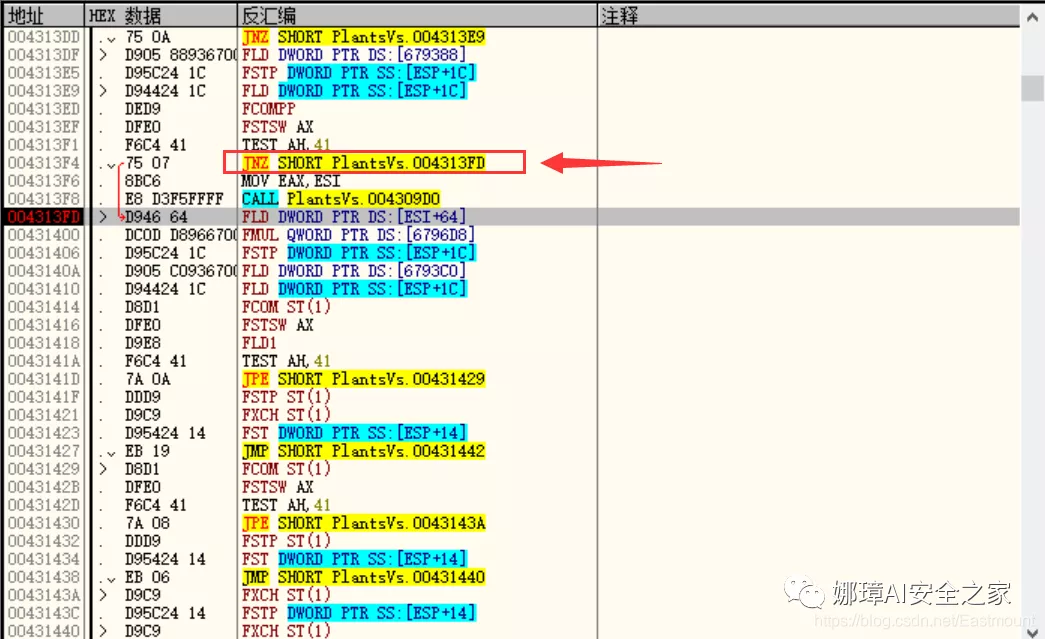 地址 HEX 数据 反汇编 注释
004313DD . 75 0A JNZ SHORT PlantsVs.004313E9
004313DF > D905 88936700 FLD DWORD PTR DS:[679388]
004313E5 . D95C24 1C FSTP DWORD PTR SS:[ESP+1C]
004313E9 > D94424 1C FLD DWORD PTR SS:[ESP+1C]
004313ED . DED9 FCOMPP
004313EF . DFE0 FSTSW AX
004313F1 . F6C4 41 TEST AH,41
004313F4 . 75 07 JNZ SHORT PlantsVs.004313FD
004313F6 . 8BC6 MOV EAX,ESI
004313F8 . E8 D3F5FFFF CALL PlantsVs.004309D0
004313FD > D946 64 FLD DWORD PTR DS:[ESI+64]
00431400 . DC0D D8966700 FMUL QWORD PTR DS:[6796D8]
00431406 . D95C24 1C FSTP DWORD PTR SS:[ESP+1C]
0043140A . D905 C0936700 FLD DWORD PTR DS:[6793C0]
00431410 . D94424 1C FLD DWORD PTR SS:[ESP+1C]
00431414 . D8D1 FCOM ST(1)
00431416 . DFE0 FSTSW AX
00431418 . D9E8 FLD1
0043141A . F6C4 41 TEST AH,41
0043141D . 7A 0A JPE SHORT PlantsVs.00431429
0043141F . DDD9 FSTP ST(1)
00431421 . D9C9 FXCH ST(1)
00431423 . D95424 14 FST DWORD PTR SS:[ESP+14]
00431427 . EB 19 JMP SHORT PlantsVs.00431442
00431429 > D8D1 FCOM ST(1)
0043142B . DFE0 FSTSW AX
0043142D . F6C4 41 TEST AH,41
00431430 . 7A 08 JPE SHORT PlantsVs.0043143A
00431432 . DDD9 FSTP ST(1)
00431434 . D95424 14 FST DWORD PTR SS:[ESP+14]
00431438 . EB 06 JMP SHORT PlantsVs.00431440
0043143A > D9C9 FXCH ST(1)
0043143C . D95C24 14 FSTP DWORD PTR SS:[ESP+14]
00431440 > D9C9 FXCH ST(1)
娜璋AI安全之家
https://blog.csdn.net/Eastmount